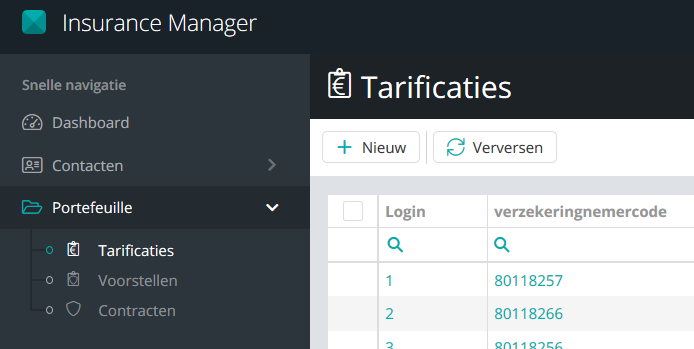 Insurance Manager
Snelle navigatie
Dashboard
Contacten
Portefeuille
Tarificaties
Voorstellen
Contracten
Tarificaties
Nieuw Verversen
Login verzekeringnemercode
1 80118257
2 80118266
3 80118256